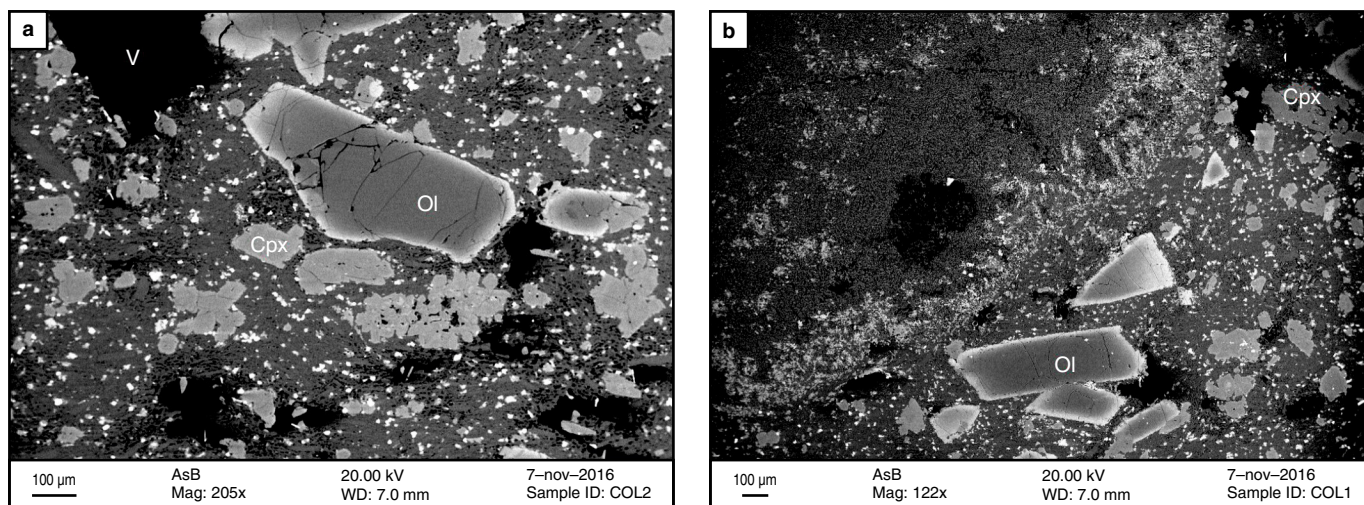 a
V
Ol
Cpx
100 µm
AsB
Mag: 205x
20.00 kV
WD: 7.0 mm
7–nov–2016
Sample ID: COL2
b
Cpx
Ol
100 µm
AsB
Mag: 122x
20.00 kV
WD: 7.0 mm
7–nov–2016
Sample ID: COL1